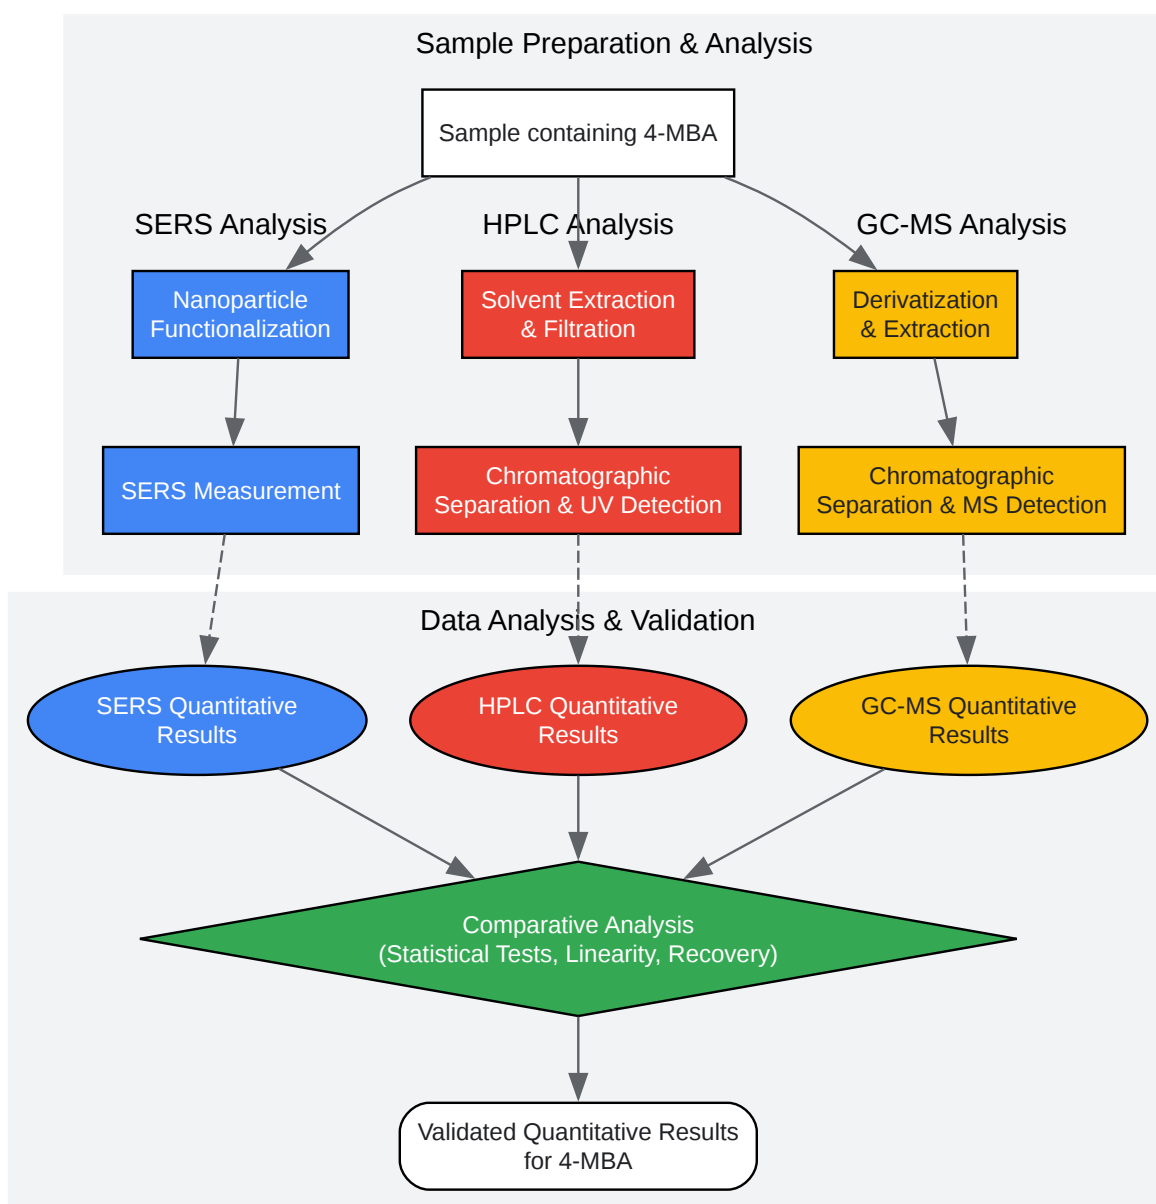 Sample Preparation & Analysis
Sample containing 4-MBA
SERS Analysis
HPLC Analysis
GC-MS Analysis
Nanoparticle
Functionalization
Solvent Extraction
& Filtration
Derivatization
& Extraction
SERS Measurement
Chromatographic
Separation & UV Detection
Chromatographic
Separation & MS Detection
Data Analysis & Validation
SERS Quantitative
Results
HPLC Quantitative
Results
GC-MS Quantitative
Results
Comparative Analysis
(Statistical Tests, Linearity, Recovery)
Validated Quantitative Results
for 4-MBA